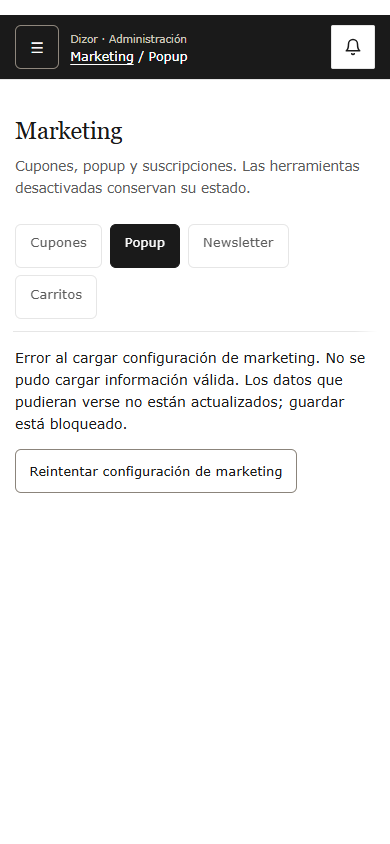 ☰
Dizor · Administración
Marketing / Popup
Marketing
Cupones, popup y suscripciones. Las herramientas
desactivadas conservan su estado.
Cupones
Popup
Newsletter
Carritos
Error al cargar configuración de marketing. No se
pudo cargar información válida. Los datos que
pudieran verse no están actualizados; guardar
está bloqueado.
Reintentar configuración de marketing